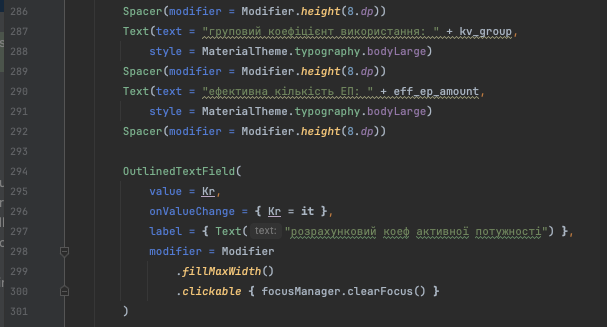 286 Spacer(modifier = Modifier.height(8.dp))
287 Text(text = "груповий коефіцієнт використання: " + kv_group,
288 style = MaterialTheme.typography.bodyLarge)
289 Spacer(modifier = Modifier.height(8.dp))
290 Text(text = "ефективна кількість ЕП: " + eff_ep_amount,
291 style = MaterialTheme.typography.bodyLarge)
292 Spacer(modifier = Modifier.height(8.dp))
293
294 OutlinedTextField(
295 value = Kr,
296 onValueChange = { Kr = it },
297 label = { Text( text: "розрахунковий коеф активної потужності") },
298 modifier = Modifier
299 .fillMaxWidth()
300 .clickable { focusManager.clearFocus() }
301 )